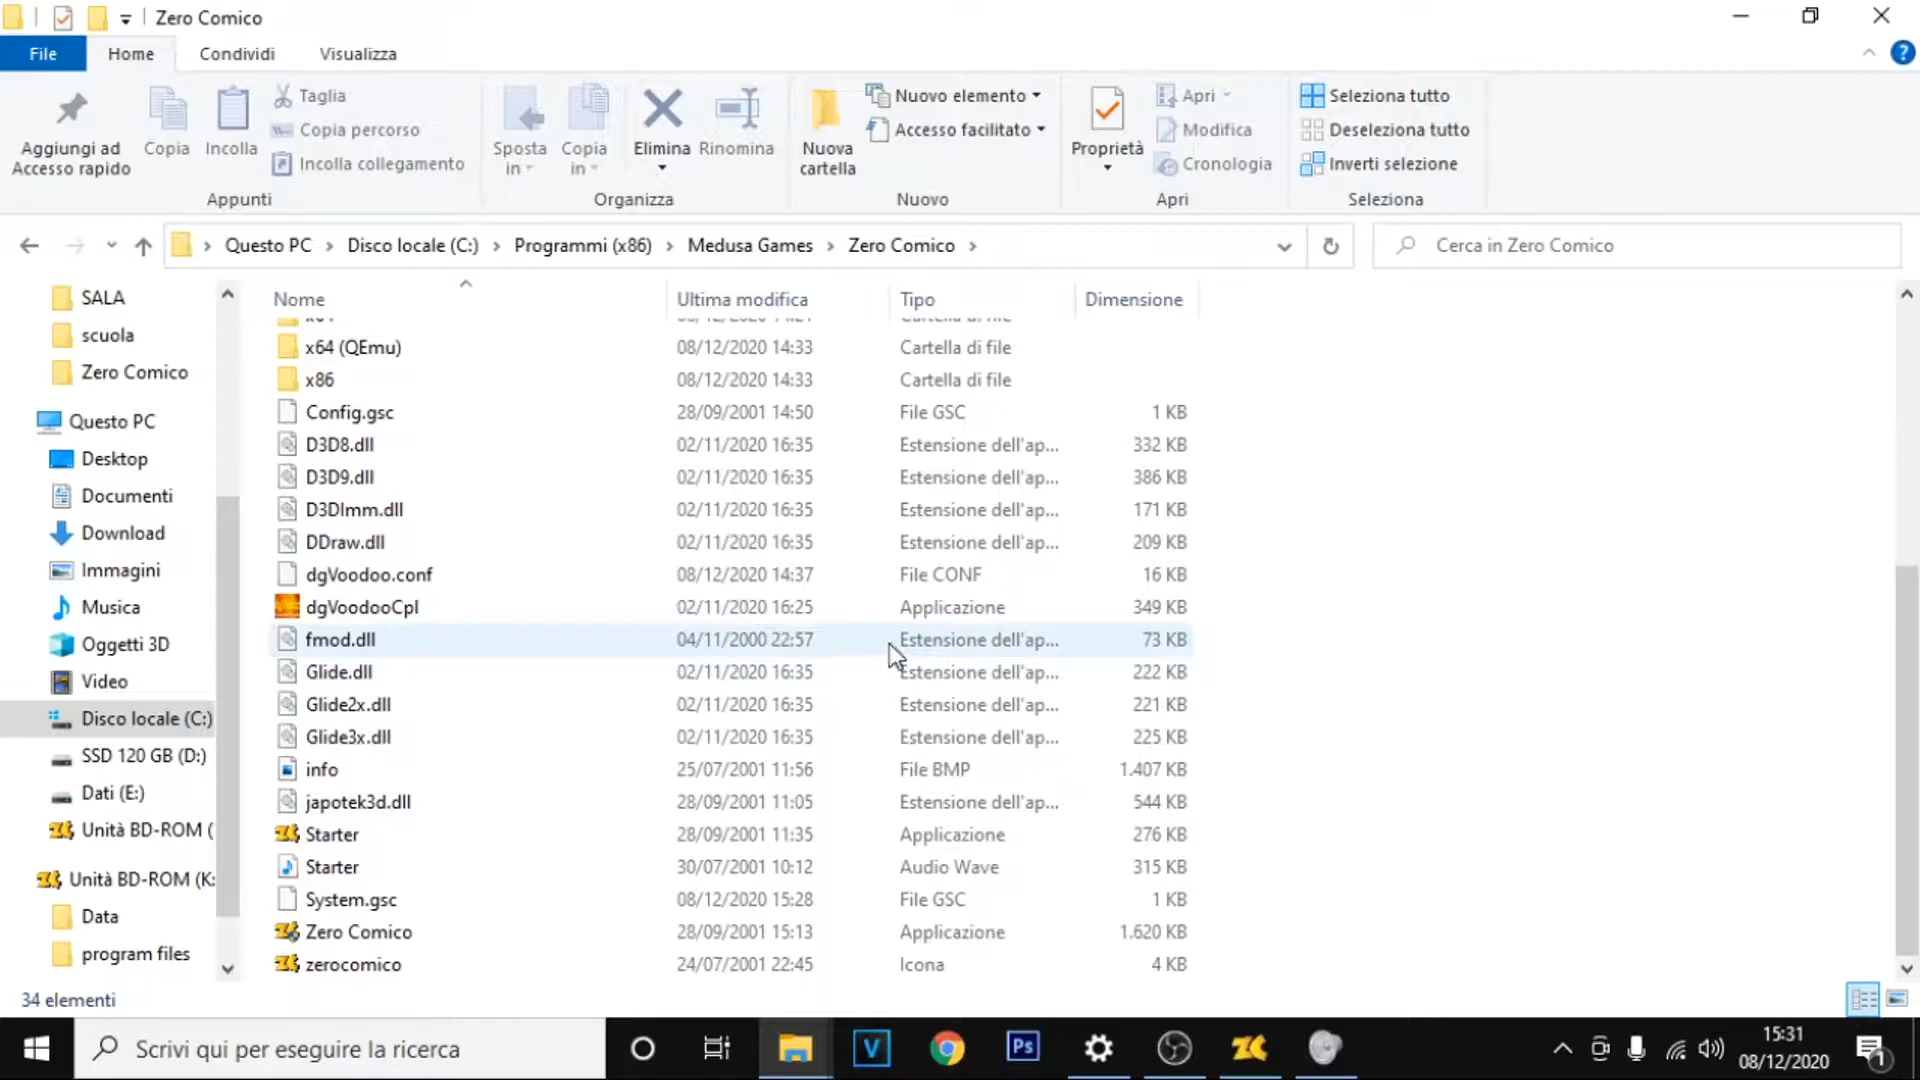 Zero Comico
File Home Condividi Visualizza
Aggiungi ad Accesso rapido
Copia
Incolla
Taglia
Copia percorso
Incolla collegamento
Appunti
Sposta in
Copia in
Elimina
Rinomina
Organizza
Nuova cartella
Nuovo elemento
Accesso facilitato
Nuovo
Proprietà
Apri
Modifica
Cronologia
Apri
Seleziona tutto
Deseleziona tutto
Inverti selezione
Seleziona
Questo PC Disco locale (C:) Programmi (x86) Medusa Games Zero Comico
Cerca in Zero Comico
SALA
scuola
Zero Comico
Questo PC
Desktop
Documenti
Download
Immagini
Musica
Oggetti 3D
Video
Disco locale (C:)
SSD 120 GB (D:)
Dati (E:)
Unità BD-ROM (
Unità BD-ROM (K:
Data
program files
Nome Ultima modifica Tipo Dimensione
x64 (QEmu) 08/12/2020 14:33 Cartella di file
x86 08/12/2020 14:33 Cartella di file
Config.gsc 28/09/2001 14:50 File GSC 1 KB
D3D8.dll 02/11/2020 16:35 Estensione dell'ap... 332 KB
D3D9.dll 02/11/2020 16:35 Estensione dell'ap... 386 KB
D3DImm.dll 02/11/2020 16:35 Estensione dell'ap... 171 KB
DDraw.dll 02/11/2020 16:35 Estensione dell'ap... 209 KB
dgVoodoo.conf 08/12/2020 14:37 File CONF 16 KB
dgVoodooCpl 02/11/2020 16:25 Applicazione 349 KB
fmod.dll 04/11/2000 22:57 Estensione dell'ap... 73 KB
Glide.dll 02/11/2020 16:35 Estensione dell'ap... 222 KB
Glide2x.dll 02/11/2020 16:35 Estensione dell'ap... 221 KB
Glide3x.dll 02/11/2020 16:35 Estensione dell'ap... 225 KB
info 25/07/2001 11:56 File BMP 1.407 KB
japotek3d.dll 28/09/2001 11:05 Estensione dell'ap... 544 KB
Starter 28/09/2001 11:35 Applicazione 276 KB
Starter 30/07/2001 10:12 Audio Wave 315 KB
System.gsc 08/12/2020 15:28 File GSC 1 KB
Zero Comico 28/09/2001 15:13 Applicazione 1.620 KB
zerocomico 24/07/2001 22:45 Icona 4 KB
34 elementi
Scrivi qui per eseguire la ricerca
V
Ps
15:31
08/12/2020
1